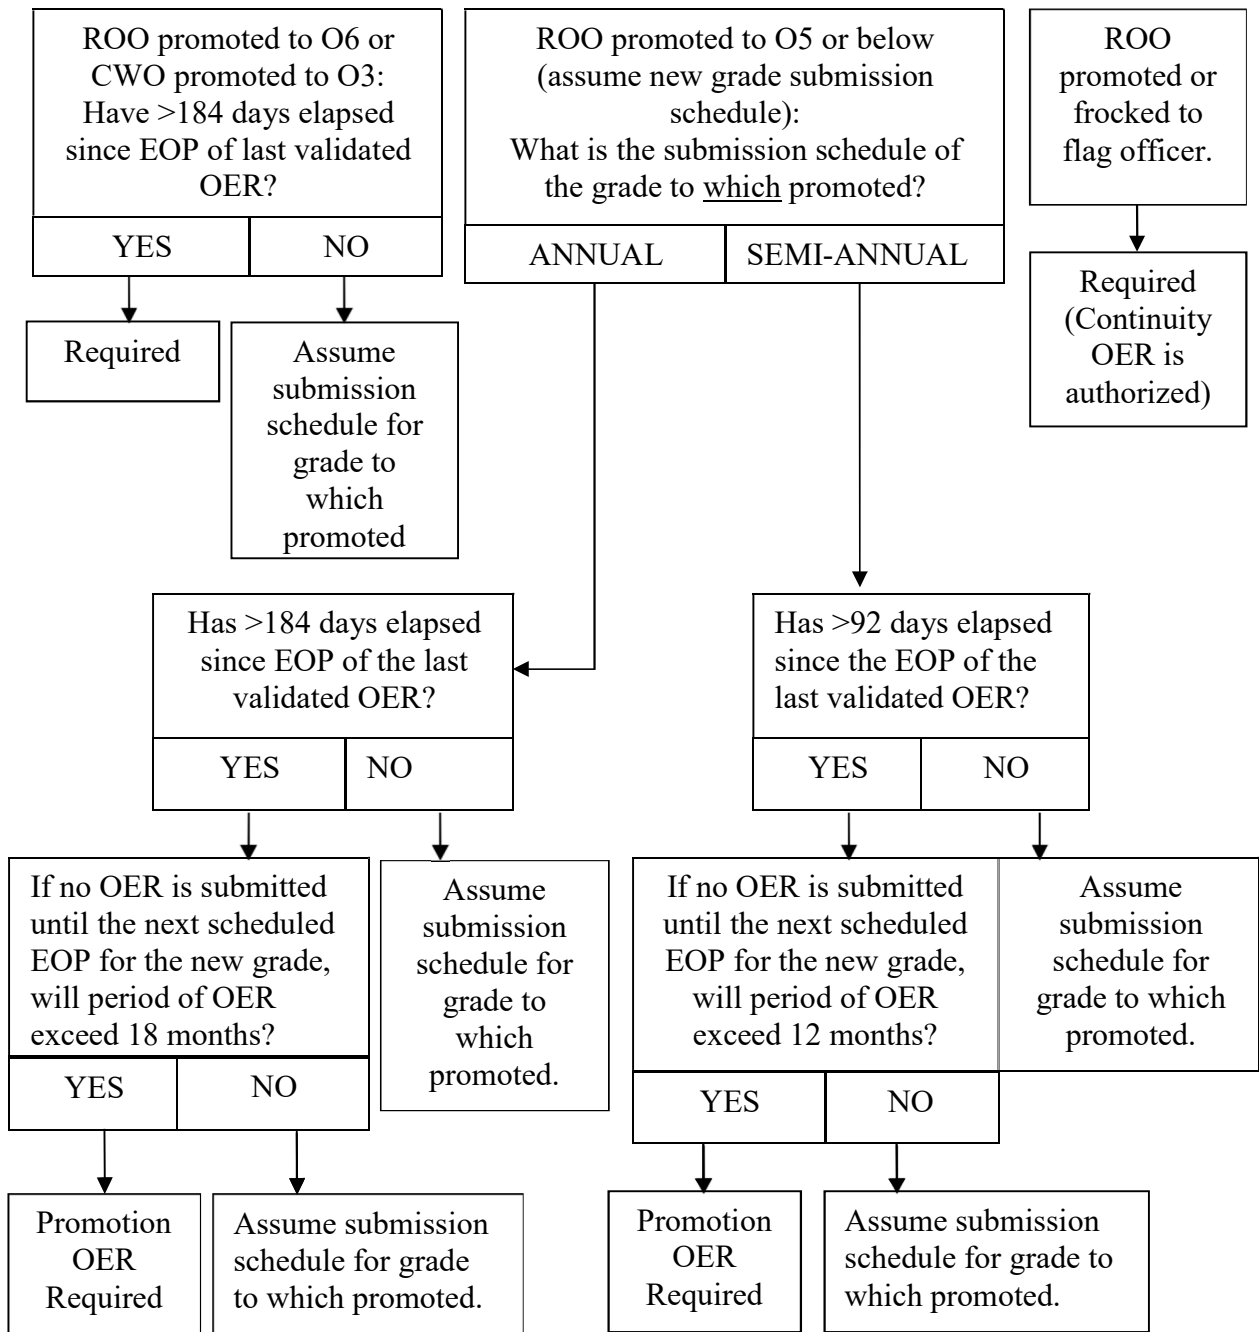 ROO promoted to O6 or
CWO promoted to O3:
Have >184 days elapsed
since EOP of last validated
OER?
YES
NO
Required
Assume
submission
schedule for
grade to
which
promoted
ROO promoted to O5 or below
(assume new grade submission
schedule):
What is the submission schedule of
the grade to which promoted?
ANNUAL
SEMI-ANNUAL
ROO
promoted or
frocked to
flag officer.
Required
(Continuity
OER is
authorized)
Has >184 days elapsed
since EOP of the last
validated OER?
YES
NO
If no OER is submitted
until the next scheduled
EOP for the new grade,
will period of OER
exceed 18 months?
YES
NO
Assume
submission
schedule for
grade to
which
promoted.
Promotion
OER
Required
Assume submission
schedule for grade
to which promoted.
Has >92 days elapsed
since the EOP of the
last validated OER?
YES
NO
If no OER is submitted
until the next scheduled
EOP for the new grade,
will period of OER
exceed 12 months?
YES
NO
Assume
submission
schedule for
grade to which
promoted.
Promotion
OER
Required
Assume submission
schedule for grade to
which promoted.